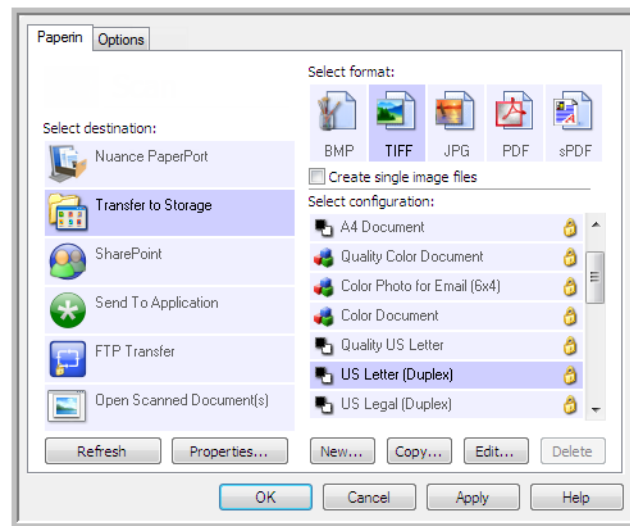 Paperin
Options
Select destination:
Nuance PaperPort
Transfer to Storage
SharePoint
Send To Application
FTP Transfer
Open Scanned Document(s)
Refresh
Properties...
Select format:
BMP
TIFF
JPG
PDF
sPDF
Create single image files
Select configuration:
A4 Document
Quality Color Document
Color Photo for Email (6x4)
Color Document
Quality US Letter
US Letter (Duplex)
US Legal (Duplex)
New...
Copy...
Edit...
Delete
OK
Cancel
Apply
Help